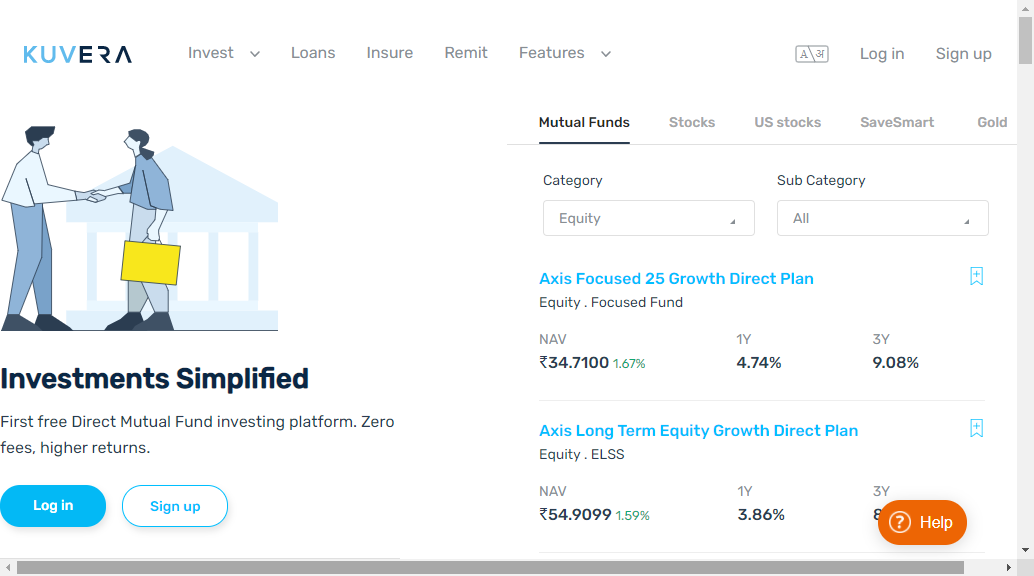 KUVERA
Invest
Loans
Insure
Remit
Features
A
अ
Log in
Sign up
Mutual Funds
Stocks
US stocks
SaveSmart
Gold
Category
Sub Category
Equity
All
Axis Focused 25 Growth Direct Plan
Equity . Focused Fund
NAV
1Y
3Y
₹34.7100 1.67%
4.74%
9.08%
Axis Long Term Equity Growth Direct Plan
Equity . ELSS
NAV
1Y
3Y
₹54.9099 1.59%
3.86%
? Help
Investments Simplified
First free Direct Mutual Fund investing platform. Zero
fees, higher returns.
Log in
Sign up